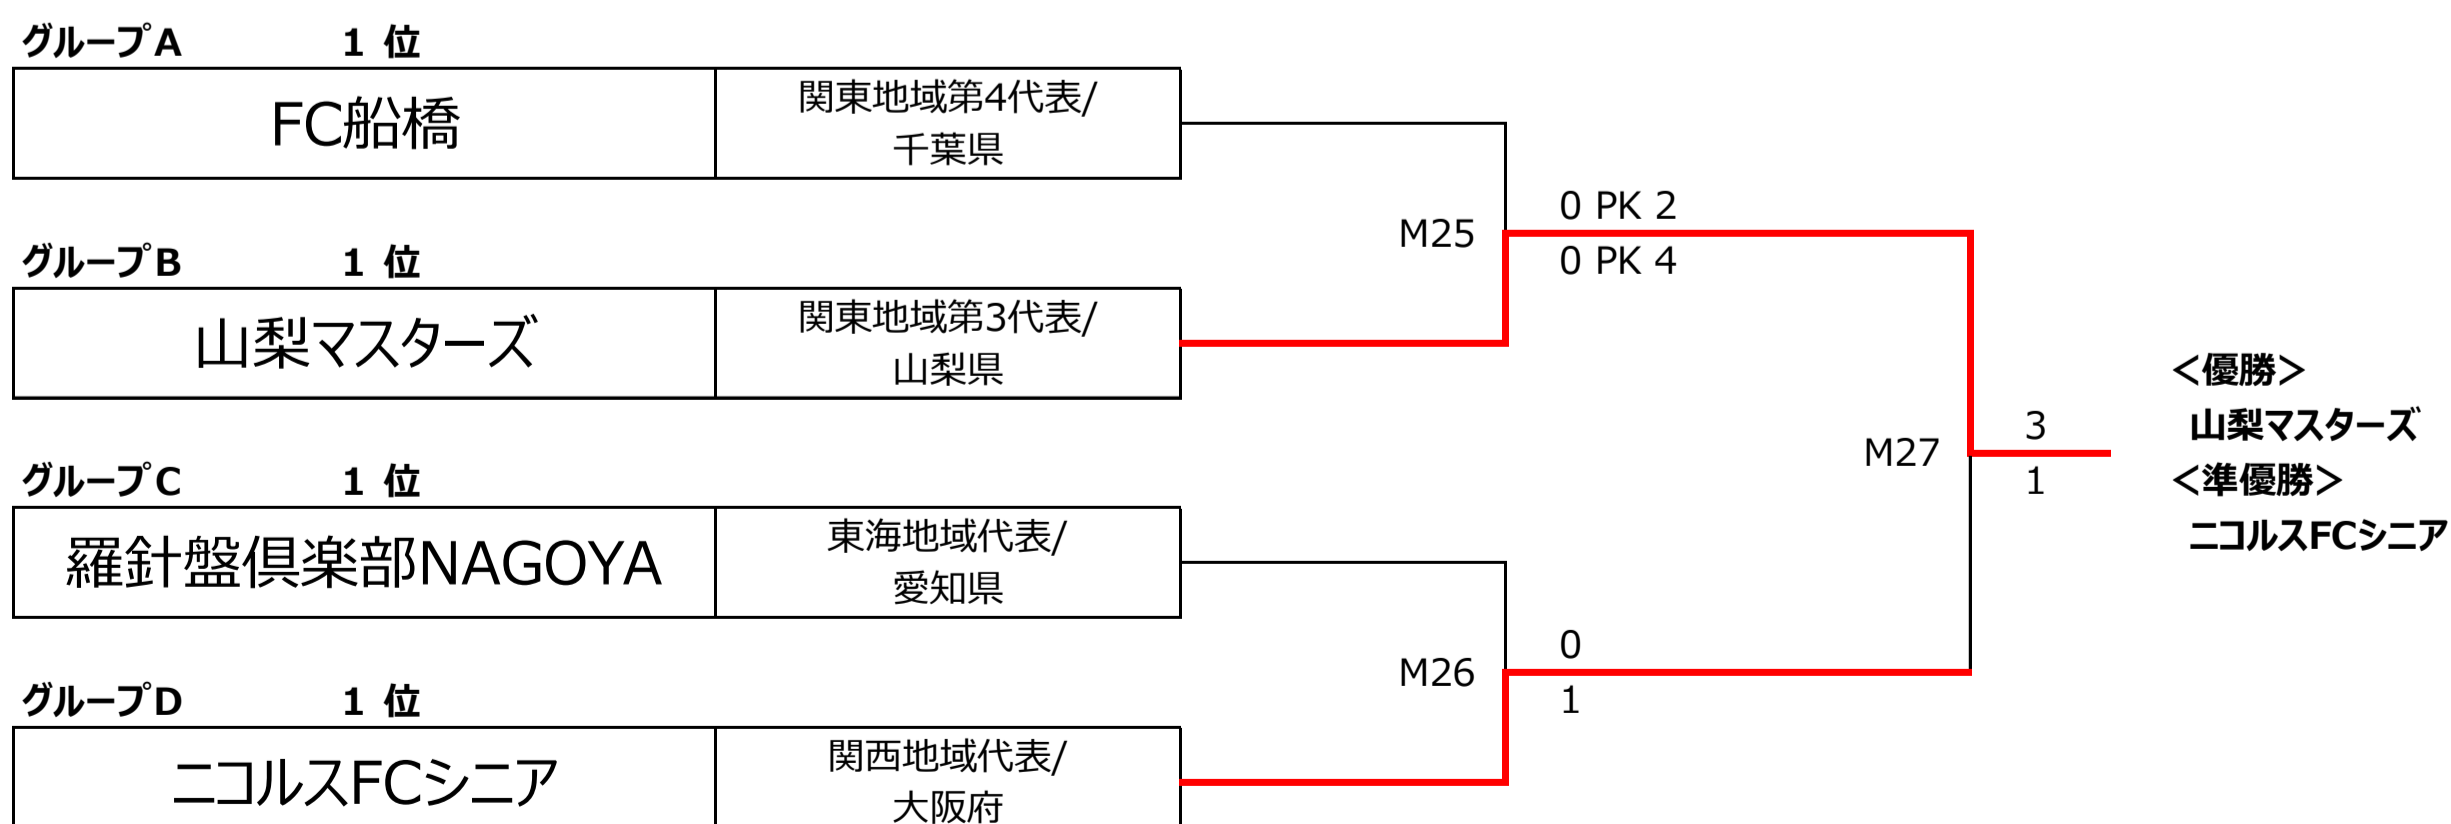 グループA 1 位
FC船橋
関東地域第4代表/
千葉県
0 PK 2
M25
0 PK 4
グループB 1 位
山梨マスターズ
関東地域第3代表/
山梨県
<優勝>
山梨マスターズ
3
M27
1
<準優勝>
ニコルスFCシニア
グループC 1 位
羅針盤倶楽部NAGOYA
東海地域代表/
愛知県
0
M26
1
グループD 1 位
ニコルスFCシニア
関西地域代表/
大阪府